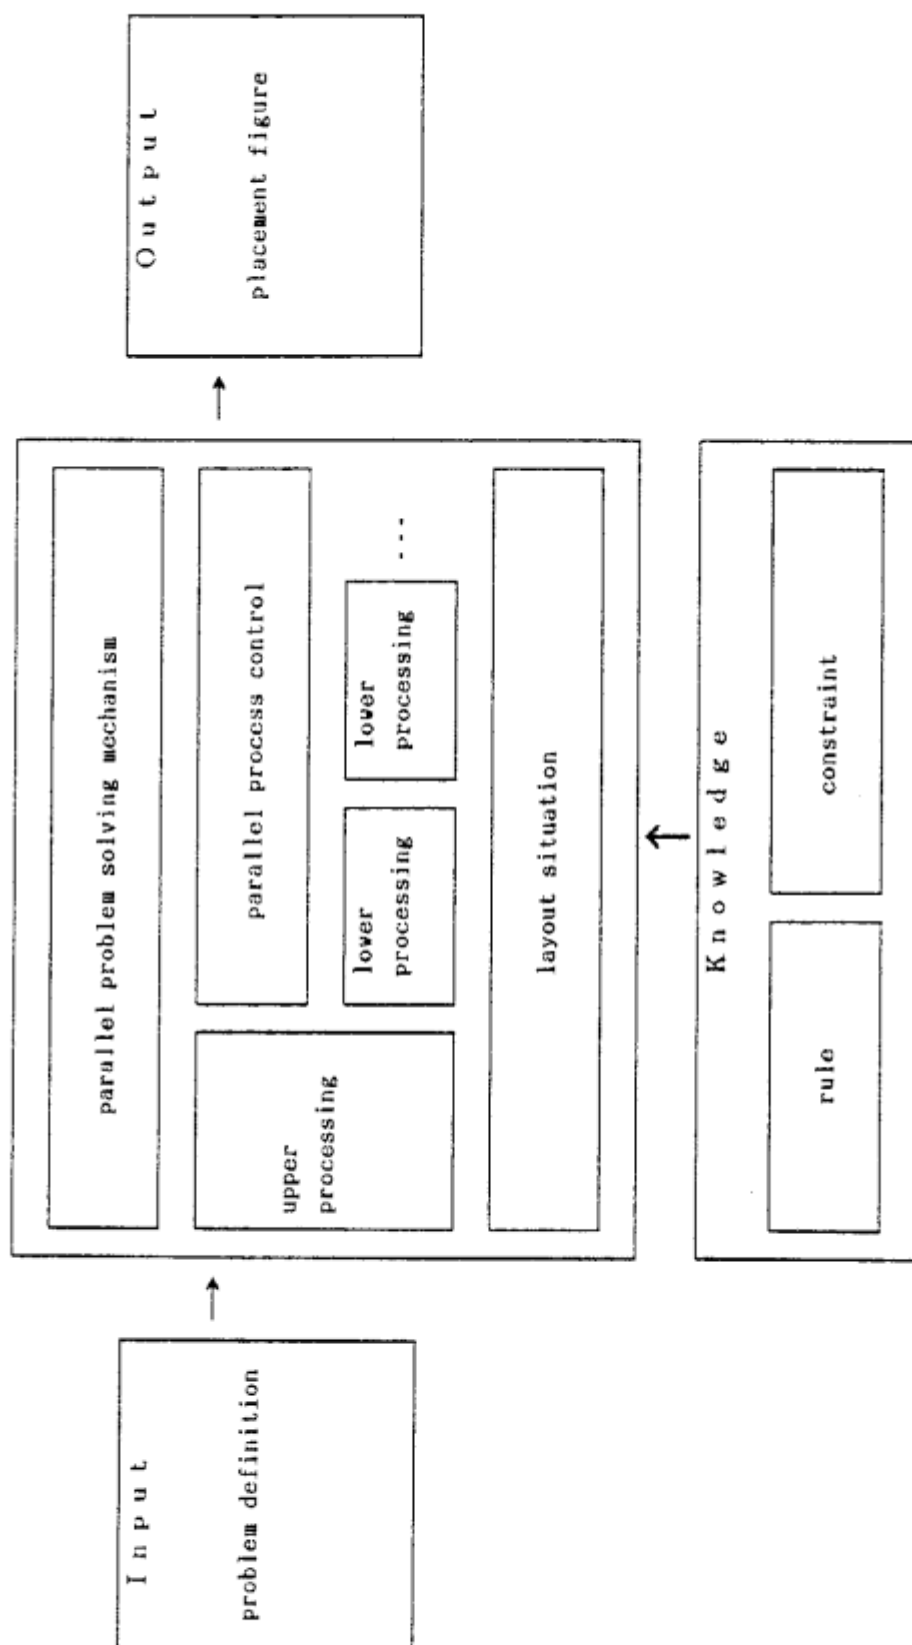 Input
problem definition
parallel problem solving mechanism
upper
processing
parallel process control
lower
processing
lower
processing
---
layout situation
Output
placement figure
Knowledge
rule
constraint